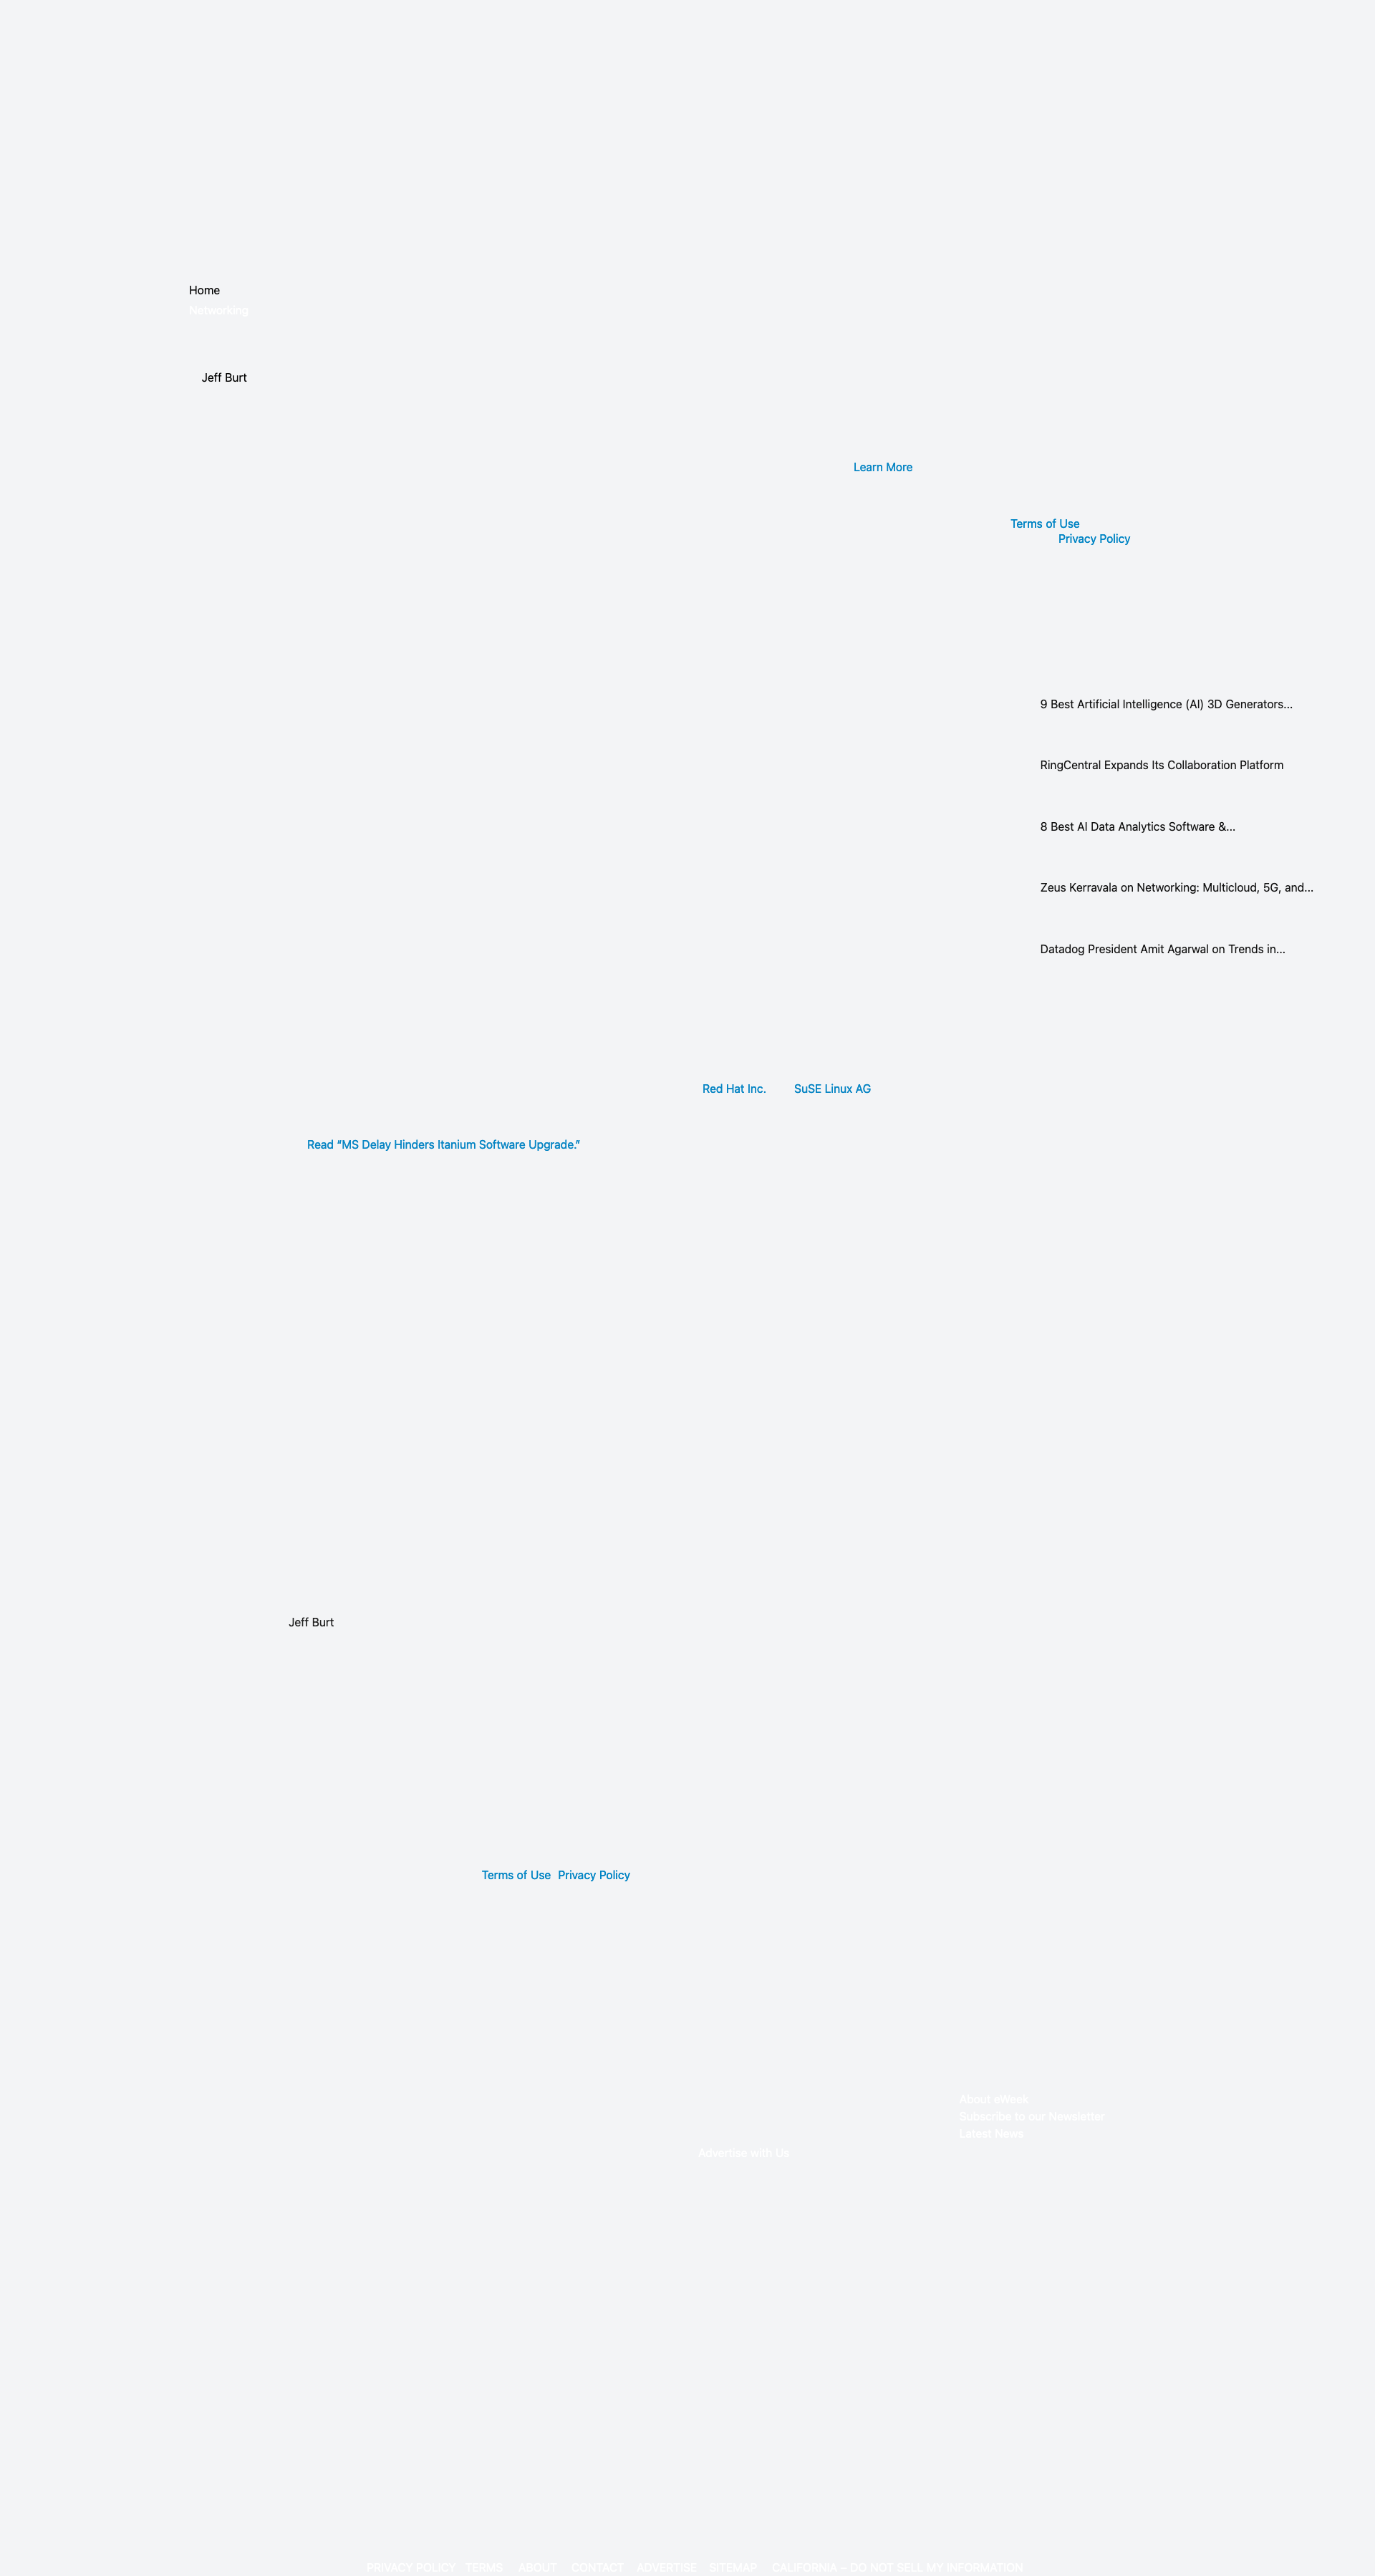 Home
Networking
Jeff Burt
Learn More
Terms of Use
Privacy Policy
9 Best Artificial Intelligence (AI) 3D Generators...
RingCentral Expands Its Collaboration Platform
8 Best AI Data Analytics Software &...
Zeus Kerravala on Networking: Multicloud, 5G, and...
Datadog President Amit Agarwal on Trends in...
Red Hat Inc. SuSE Linux AG
Read “MS Delay Hinders Itanium Software Upgrade.”
Jeff Burt
Terms of Use Privacy Policy
About eWeek
Subscribe to our Newsletter
Latest News
Advertise with Us
PRIVACY POLICY TERMS ABOUT CONTACT ADVERTISE SITEMAP CALIFORNIA – DO NOT SELL MY INFORMATION